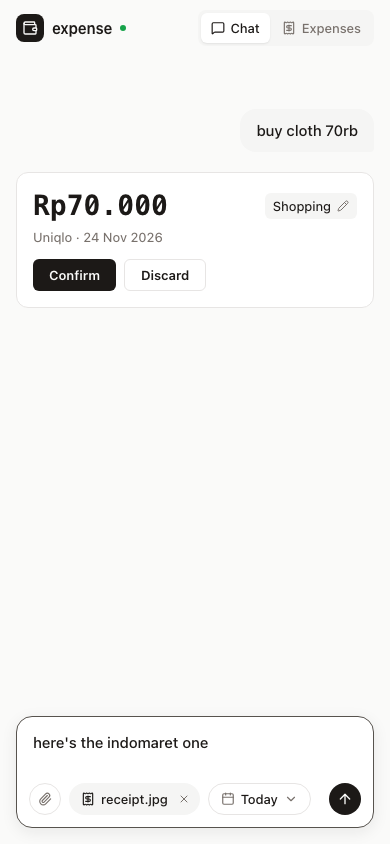 expense
Chat
Expenses
buy cloth 70rb
Rp70.000
Shopping
Uniqlo · 24 Nov 2026
Confirm
Discard
here's the indomaret one
receipt.jpg
Today